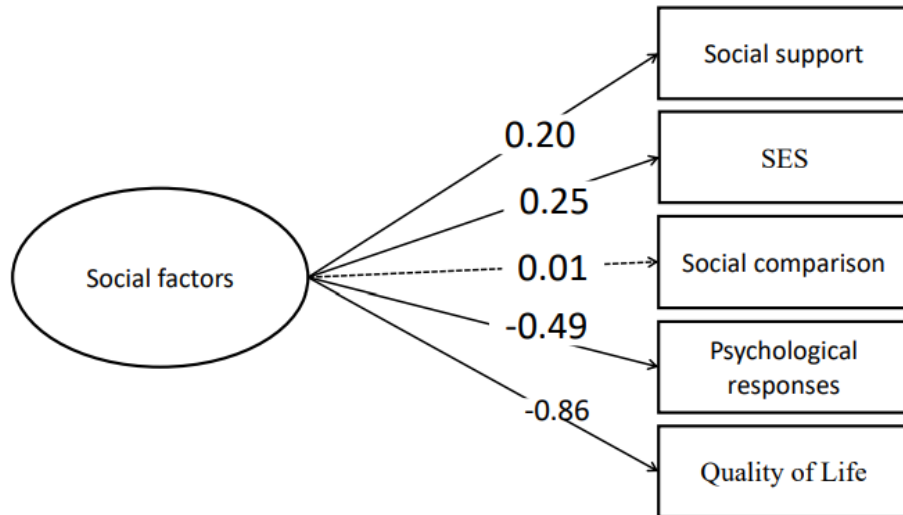 Social support
0.20
SES
0.25
Social factors
0.01
Social comparison
-0.49
Psychological
responses
-0.86
Quality of Life